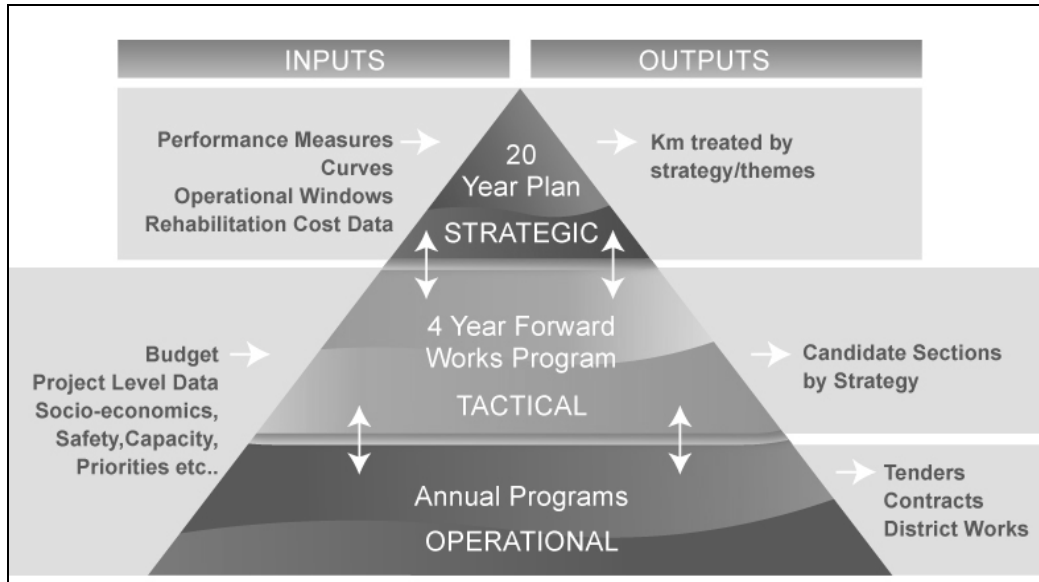 INPUTS
OUTPUTS
Performance Measures
Curves
Operational Windows
Rehabilitation Cost Data
20
Year Plan
STRATEGIC
Km treated by
strategy/themes
Budget
Project Level Data
Socio-economics,
Safety,Capacity,
Priorities etc..
4 Year Forward
Works Program
TACTICAL
Candidate Sections
by Strategy
Annual Programs
OPERATIONAL
Tenders
Contracts
District Works